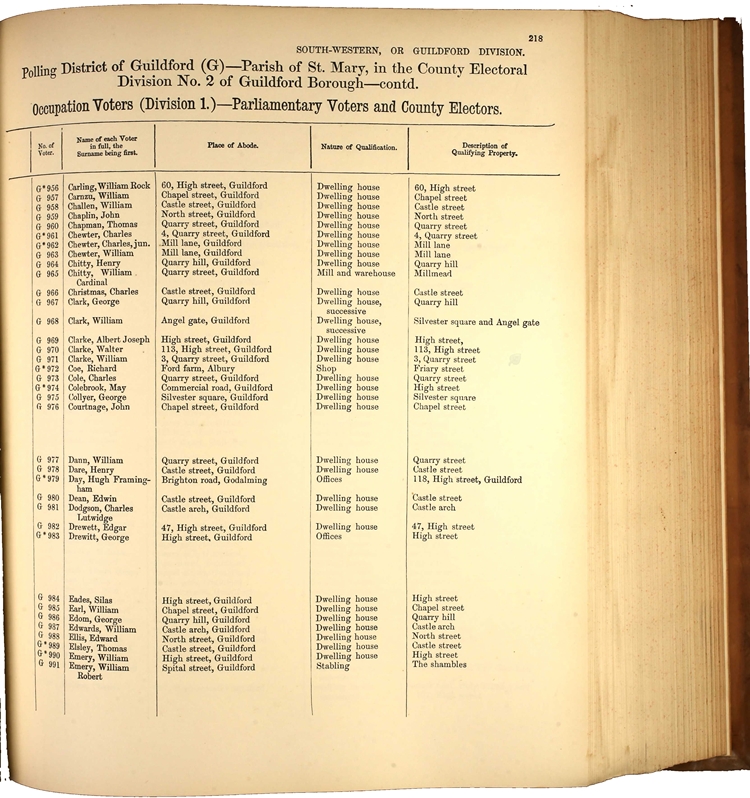 218
SOUTH-WESTERN, OR GUILDFORD DIVISION.
Polling District of Guildford (G)—Parish of St. Mary, in the County Electoral
Division No. 2 of Guildford Borough—contd.
Occupation Voters (Division 1.)—Parliamentary Voters and County Electors.
No. of Voter. Name of each Voter in full, the Surname being first. Place of Abode. Nature of Qualification. Description of Qualifying Property.
G*956 Carling, William Rock 60, High street, Guildford Dwelling house 60, High street
G 957 Carnzu, William Chapel street, Guildford Dwelling house Chapel street
G 958 Challen, William Castle street, Guildford Dwelling house Castle street
G 959 Chaplin, John North street, Guildford Dwelling house North street
G 960 Chapman, Thomas Quarry street, Guildford Dwelling house Quarry street
G*961 Chewter, Charles 4, Quarry street, Guildford Dwelling house 4, Quarry street
G*962 Chewter, Charles, jun. Mill lane, Guildford Dwelling house Mill lane
G 963 Chewter, William Mill lane, Guildford Dwelling house Mill lane
G 964 Chitty, Henry Quarry hill, Guildford Dwelling house Quarry hill
G 965 Chitty, William Quarry street, Guildford Mill and warehouse Millmead
Cardinal
G 966 Christmas, Charles Castle street, Guildford Dwelling house Castle street
G 967 Clark, George Quarry hill, Guildford Dwelling house, Quarry hill
successive
G 968 Clark, William Angel gate, Guildford Dwelling house, Silvester square and Angel gate
successive
G 969 Clarke, Albert Joseph High street, Guildford Dwelling house High street,
G 970 Clarke, Walter 113, High street, Guildford Dwelling house 113, High street
G 971 Clarke, William 3, Quarry street, Guildford Dwelling house 3, Quarry street
G*972 Coe, Richard Ford farm, Albury Shop Friary street
G 973 Cole, Charles Quarry street, Guildford Dwelling house Quarry street
G*974 Colebrook, May Commercial road, Guildford Dwelling house High street
G 975 Collyer, George Silvester square, Guildford Dwelling house Silvester square
G 976 Courtnage, John Chapel street, Guildford Dwelling house Chapel street
G 977 Dann, William Quarry street, Guildford Dwelling house Quarry street
G 978 Dare, Henry Castle street, Guildford Dwelling house Castle street
G*979 Day, Hugh Framing- Brighton road, Godalming Offices 118, High street, Guildford
ham
G 980 Dean, Edwin Castle street, Guildford Dwelling house Castle street
G 981 Dodgson, Charles Castle arch, Guildford Dwelling house Castle arch
Lutwidge
G 982 Drewett, Edgar 47, High street, Guildford Dwelling house 47, High street
G*983 Drewitt, George High street, Guildford Offices High street
G 984 Eades, Silas High street, Guildford Dwelling house High street
G 985 Earl, William Chapel street, Guildford Dwelling house Chapel street
G 986 Edom, George Quarry hill, Guildford Dwelling house Quarry hill
G 987 Edwards, William Castle arch, Guildford Dwelling house Castle arch
G 988 Ellis, Edward North street, Guildford Dwelling house North street
G*989 Elsley, Thomas Castle street, Guildford Dwelling house Castle street
G*990 Emery, William High street, Guildford Dwelling house High street
G 991 Emery, William Spital street, Guildford Stabling The shambles
Robert